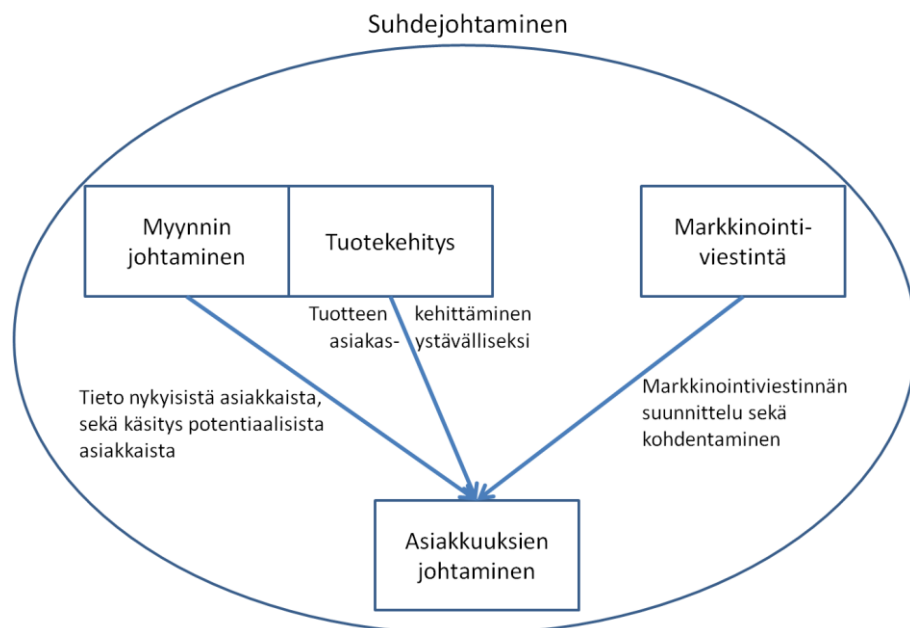 Suhdejohtaminen
Myynnin
johtaminen
Tuotekehitys
Markkinointi-
viestintä
Tuotteen kehittäminen
asiakas- ystävälliseksi
Tieto nykyisistä asiakkaista,
sekä käsitys potentiaalisista
asiakkaista
Markkinointiviestinnän
suunnittelu sekä
kohdentaminen
Asiakkuuksien
johtaminen